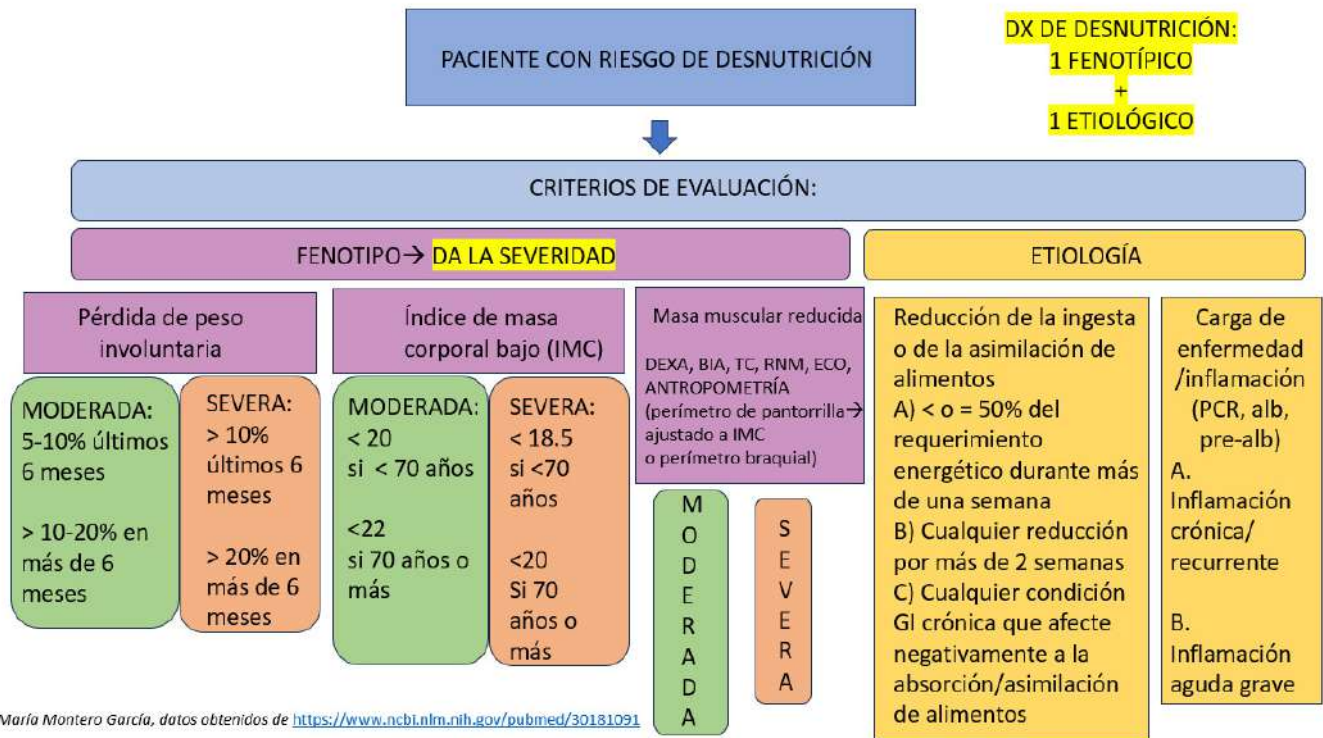 PACIENTE CON RIESGO DE DESNUTRICIÓN
DX DE DESNUTRICIÓN:
1 FENOTÍPICO
+
1 ETIOLÓGICO
CRITERIOS DE EVALUACIÓN:
FENOTIPO→ DA LA SEVERIDAD
ETIOLOGÍA
Pérdida de peso
involuntaria
MODERADA:
5-10% últimos
6 meses
> 10-20% en
más de 6
meses
SEVERA:
> 10%
últimos 6
meses
> 20% en
más de 6
meses
Índice de masa
corporal bajo (IMC)
MODERADA:
< 20
si < 70 años
<22
si 70 años o
más
SEVERA:
< 18.5
si <70
años
<20
Si 70
años o
más
Masa muscular reducida
DEXA, BIA, TC, RNM, ECO,
ANTROPOMETRÍA
(perímetro de pantorrilla→
ajustado a IMC
o perímetro braquial)
M
O
D
E
R
A
D
A
S
E
V
E
R
A
Reducción de la ingesta
o de la asimilación de
alimentos
A) < o = 50% del
requerimiento
energético durante más
de una semana
B) Cualquier reducción
por más de 2 semanas
C) Cualquier condición
GI crónica que afecte
negativamente a la
absorción/asimilación
de alimentos
Carga de
enfermedad
/inflamación
(PCR, alb,
pre-alb)
A.
Inflamación
crónica/
recurrente
B.
Inflamación
aguda grave
María Montero García, datos obtenidos de https://www.ncbi.nlm.nih.gov/pubmed/30181091